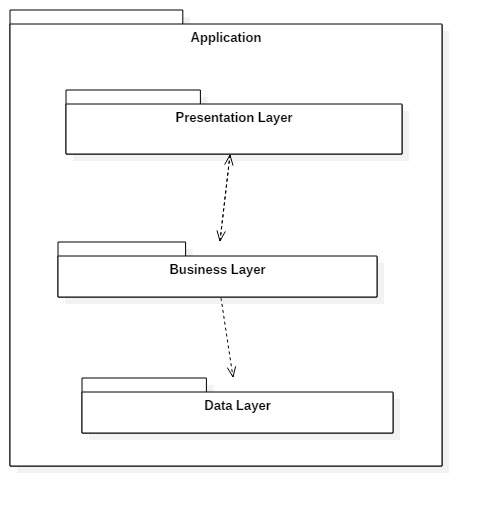 Application
Presentation Layer
Business Layer
Data Layer